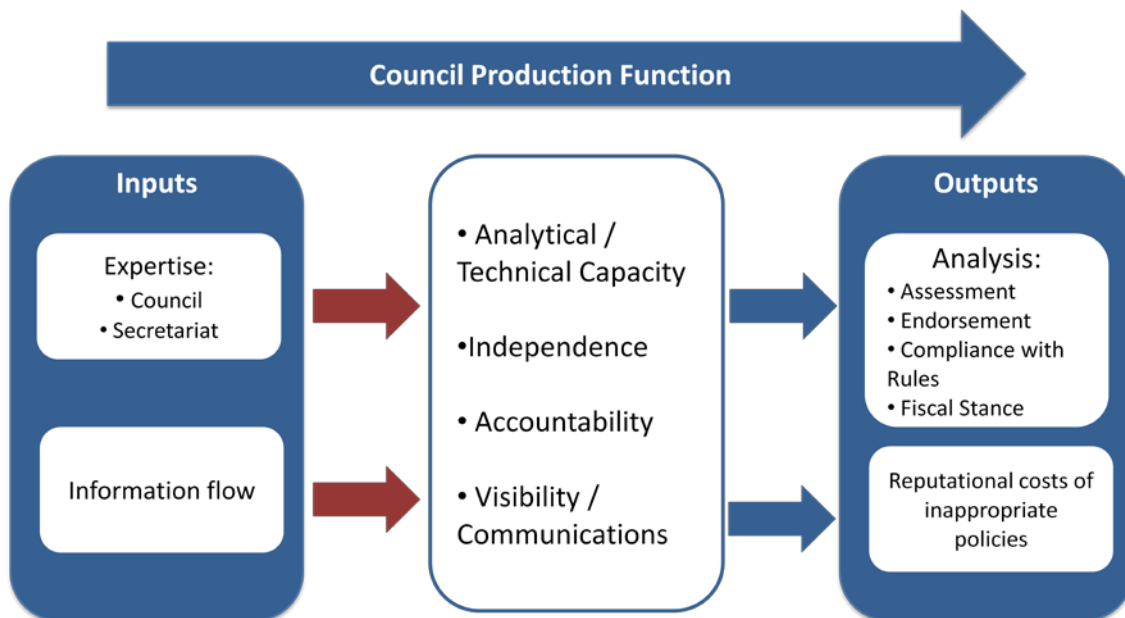 Council Production Function
Inputs
Expertise:
• Council
• Secretariat
Information flow
• Analytical /
Technical Capacity
•Independence
• Accountability
• Visibility /
Communications
Outputs
Analysis:
• Assessment
• Endorsement
• Compliance with
Rules
• Fiscal Stance
Reputational costs of
inappropriate
policies